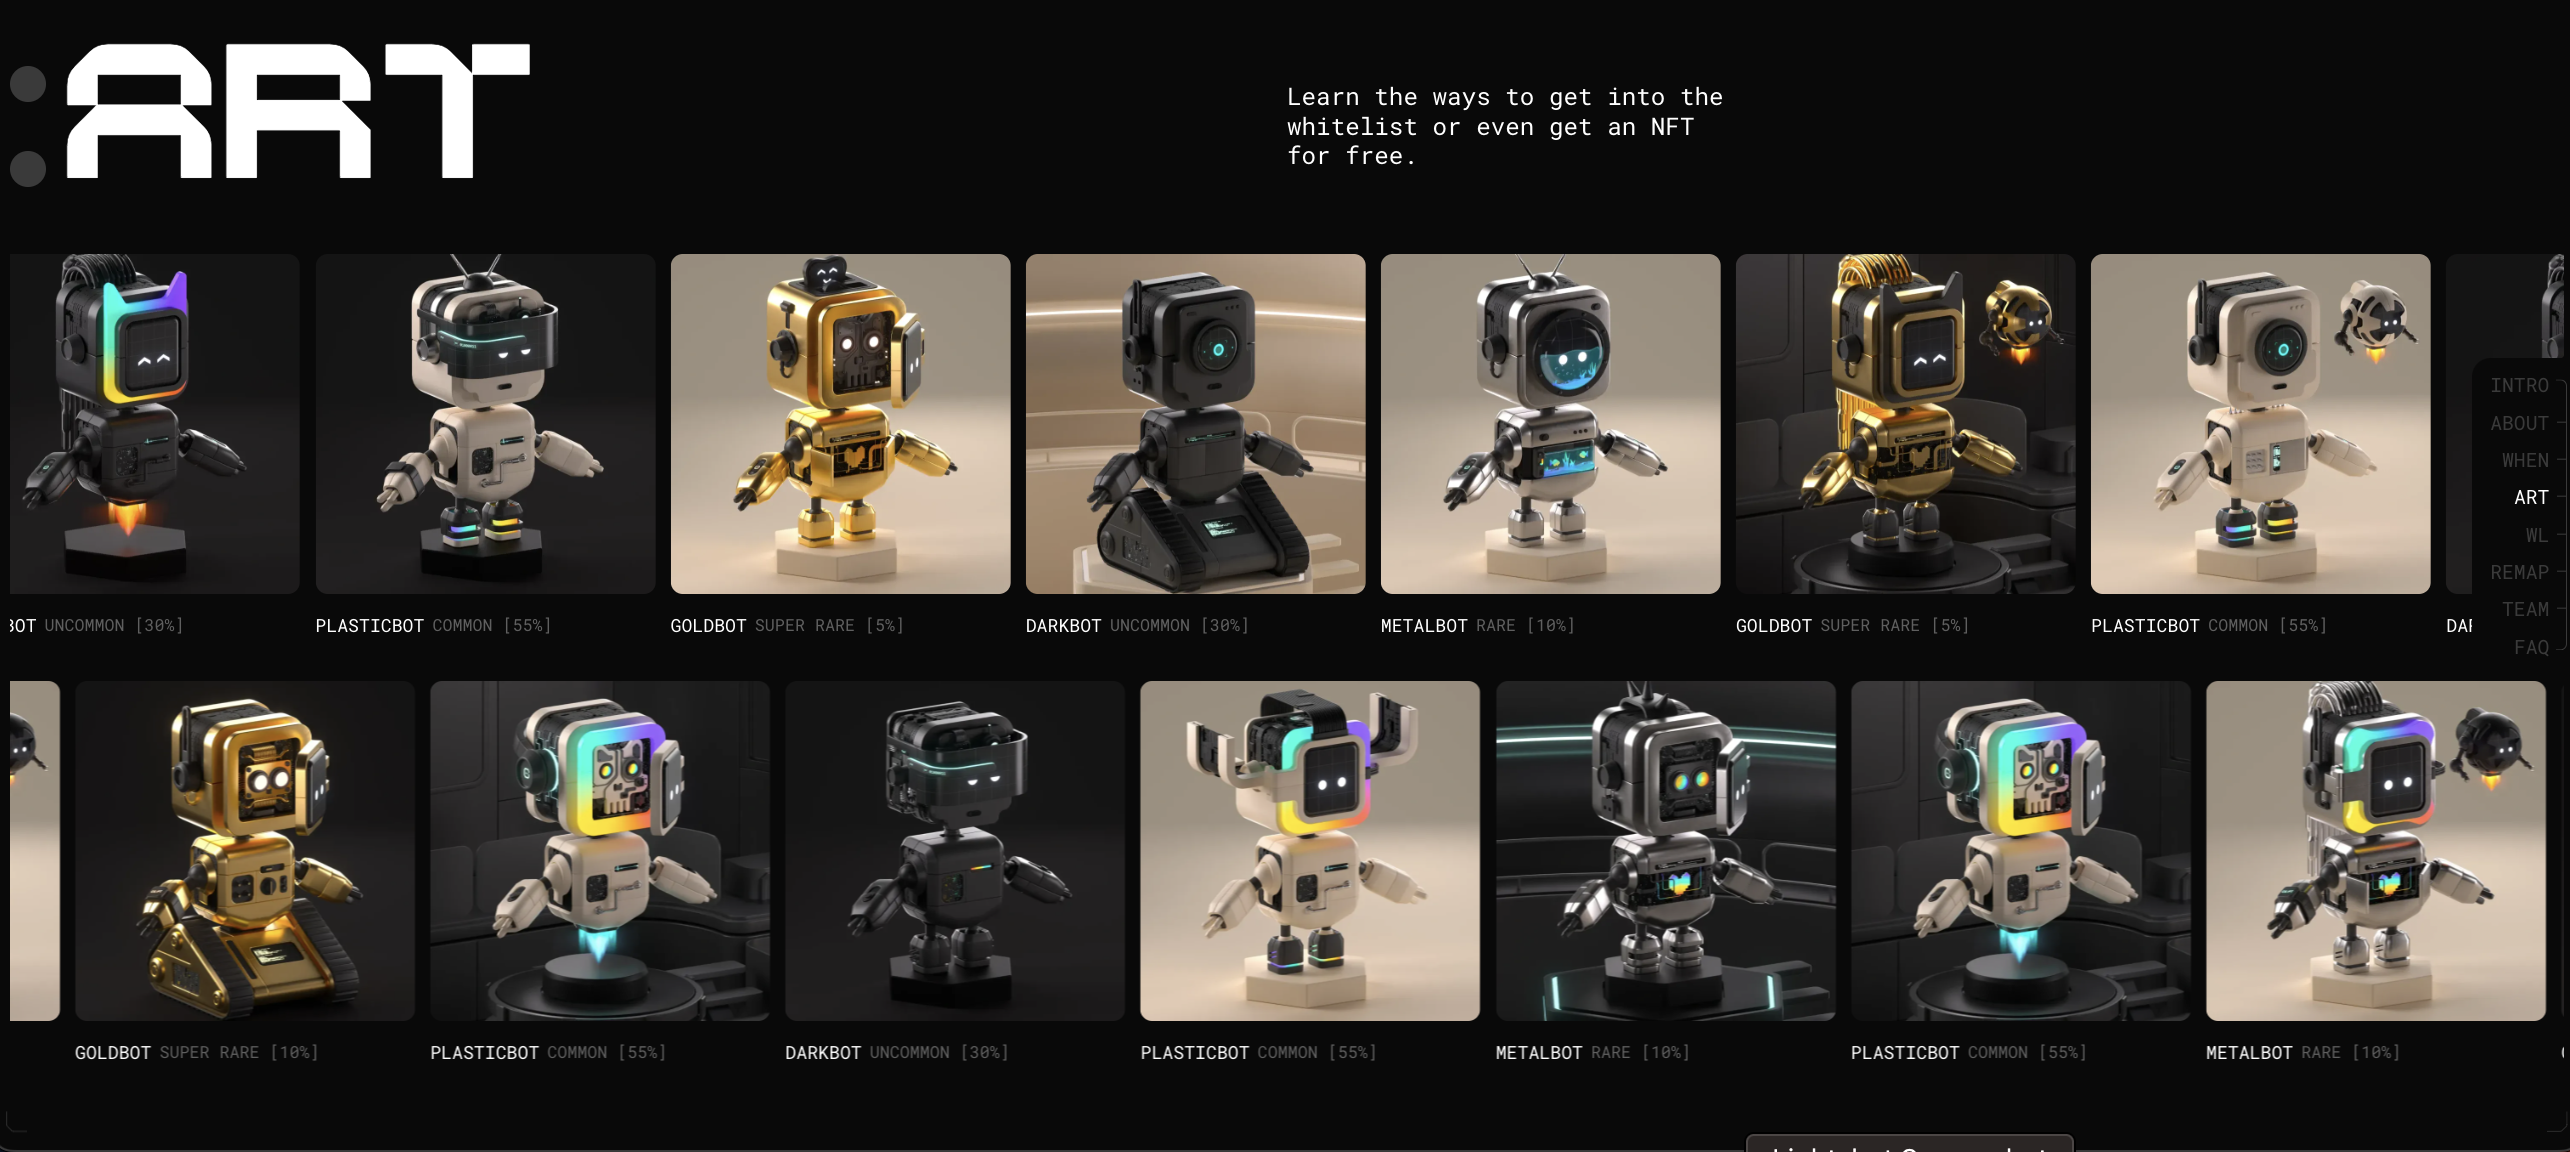 ART
Learn the ways to get into the
whitelist or even get an NFT
for free.
UNCOMMON [30%]
PLASTICBOT COMMON [55%]
GOLDBOT SUPER RARE [5%]
DARKBOT UNCOMMON [30%]
METALBOT RARE [10%]
GOLDBOT SUPER RARE [5%]
PLASTICBOT COMMON [55%]
INTRO
ABOUT
WHEN
ART
WL
REMAP
TEAM
FAQ
GOLDBOT SUPER RARE [10%]
PLASTICBOT COMMON [55%]
DARKBOT UNCOMMON [30%]
PLASTICBOT COMMON [55%]
METALBOT RARE [10%]
PLASTICBOT COMMON [55%]
METALBOT RARE [10%]